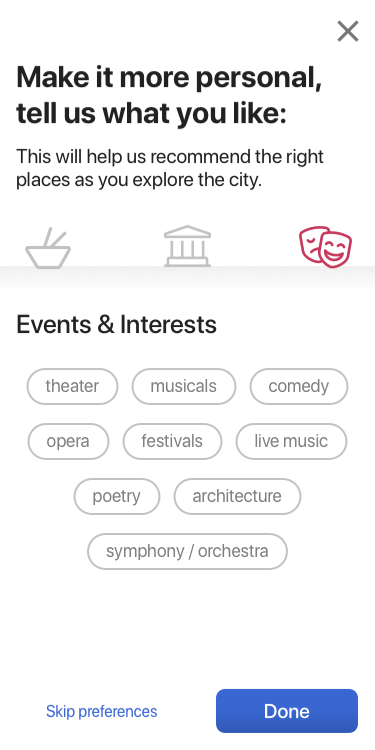 Make it more personal,
tell us what you like:
This will help us recommend the right
places as you explore the city.
Events & Interests
theater musicals comedy
opera festivals live music
poetry architecture
symphony / orchestra
Skip preferences Done